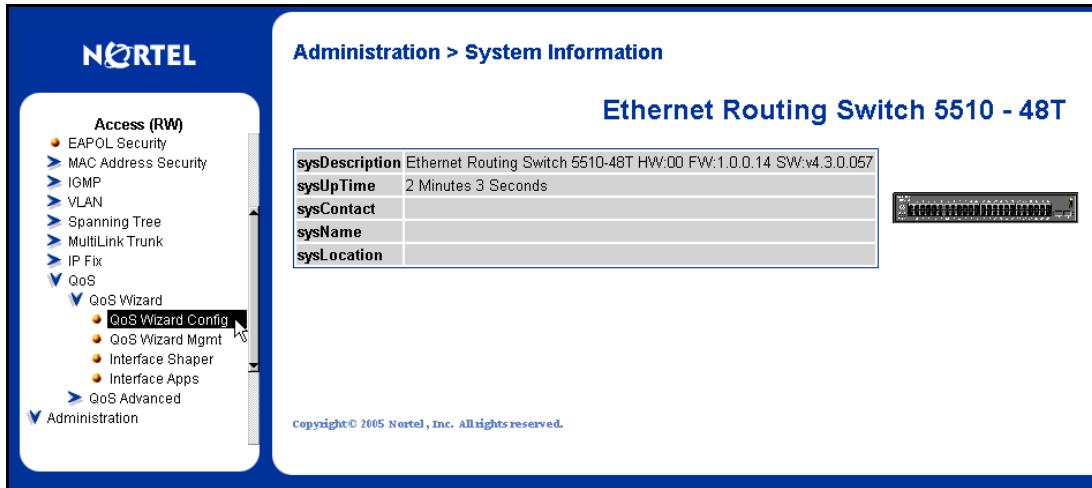 NORTEL
Administration > System Information
Ethernet Routing Switch 5510 - 48T
Access (RW)
EAPOL Security
MAC Address Security
IGMP
VLAN
Spanning Tree
MultiLink Trunk
IP Fix
QoS
QoS Wizard
QoS Wizard Config
QoS Wizard Mgmt
Interface Shaper
Interface Apps
QoS Advanced
Administration
sysDescription Ethernet Routing Switch 5510-48T HW:00 FW:1.0.0.14 SW:v4.3.0.057
sysUpTime 2 Minutes 3 Seconds
sysContact
sysName
sysLocation
Copyright© 2005 Nortel, Inc. All rights reserved.